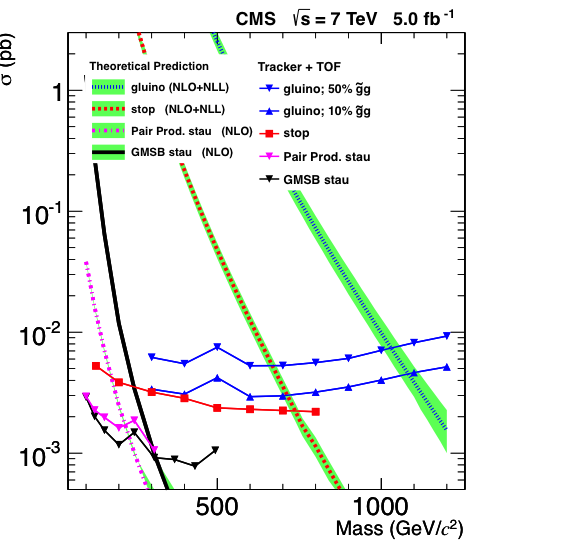 CMS √s = 7 TeV 5.0 fb⁻¹
σ (pb)
Theoretical Prediction
gluino (NLO+NLL)
stop (NLO+NLL)
Pair Prod. stau (NLO)
GMSB stau (NLO)
Tracker + TOF
gluino; 50% g̃g
gluino; 10% g̃g
stop
Pair Prod. stau
GMSB stau
1
10⁻¹
10⁻²
10⁻³
500 1000
Mass (GeV/c²)